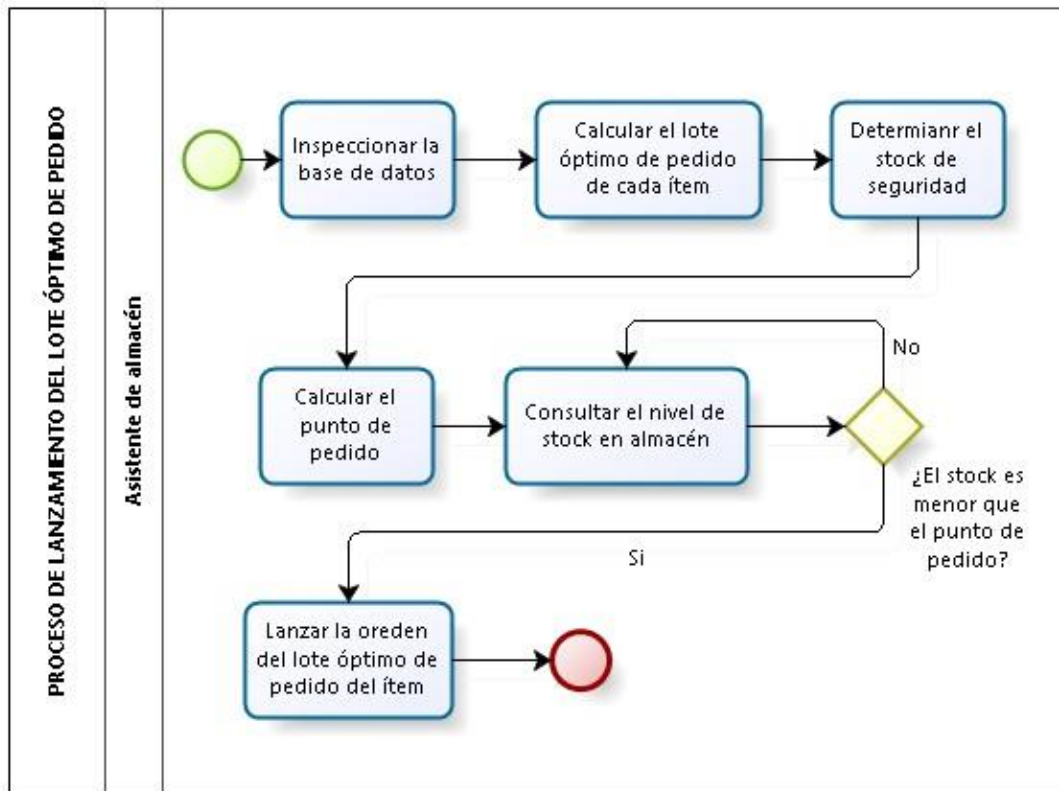 PROCESO DE LANZAMIENTO DEL LOTE ÓPTIMO DE PEDIDO
Asistente de almacén
Inspeccionar la
base de datos
Calcular el lote
óptimo de pedido
de cada ítem
Determianr el
stock de
seguridad
Calcular el
punto de
pedido
Consultar el nivel de
stock en almacén
No
¿El stock es
menor que
el punto de
pedido?
Si
Lanzar la oreden
del lote óptimo de
pedido del ítem